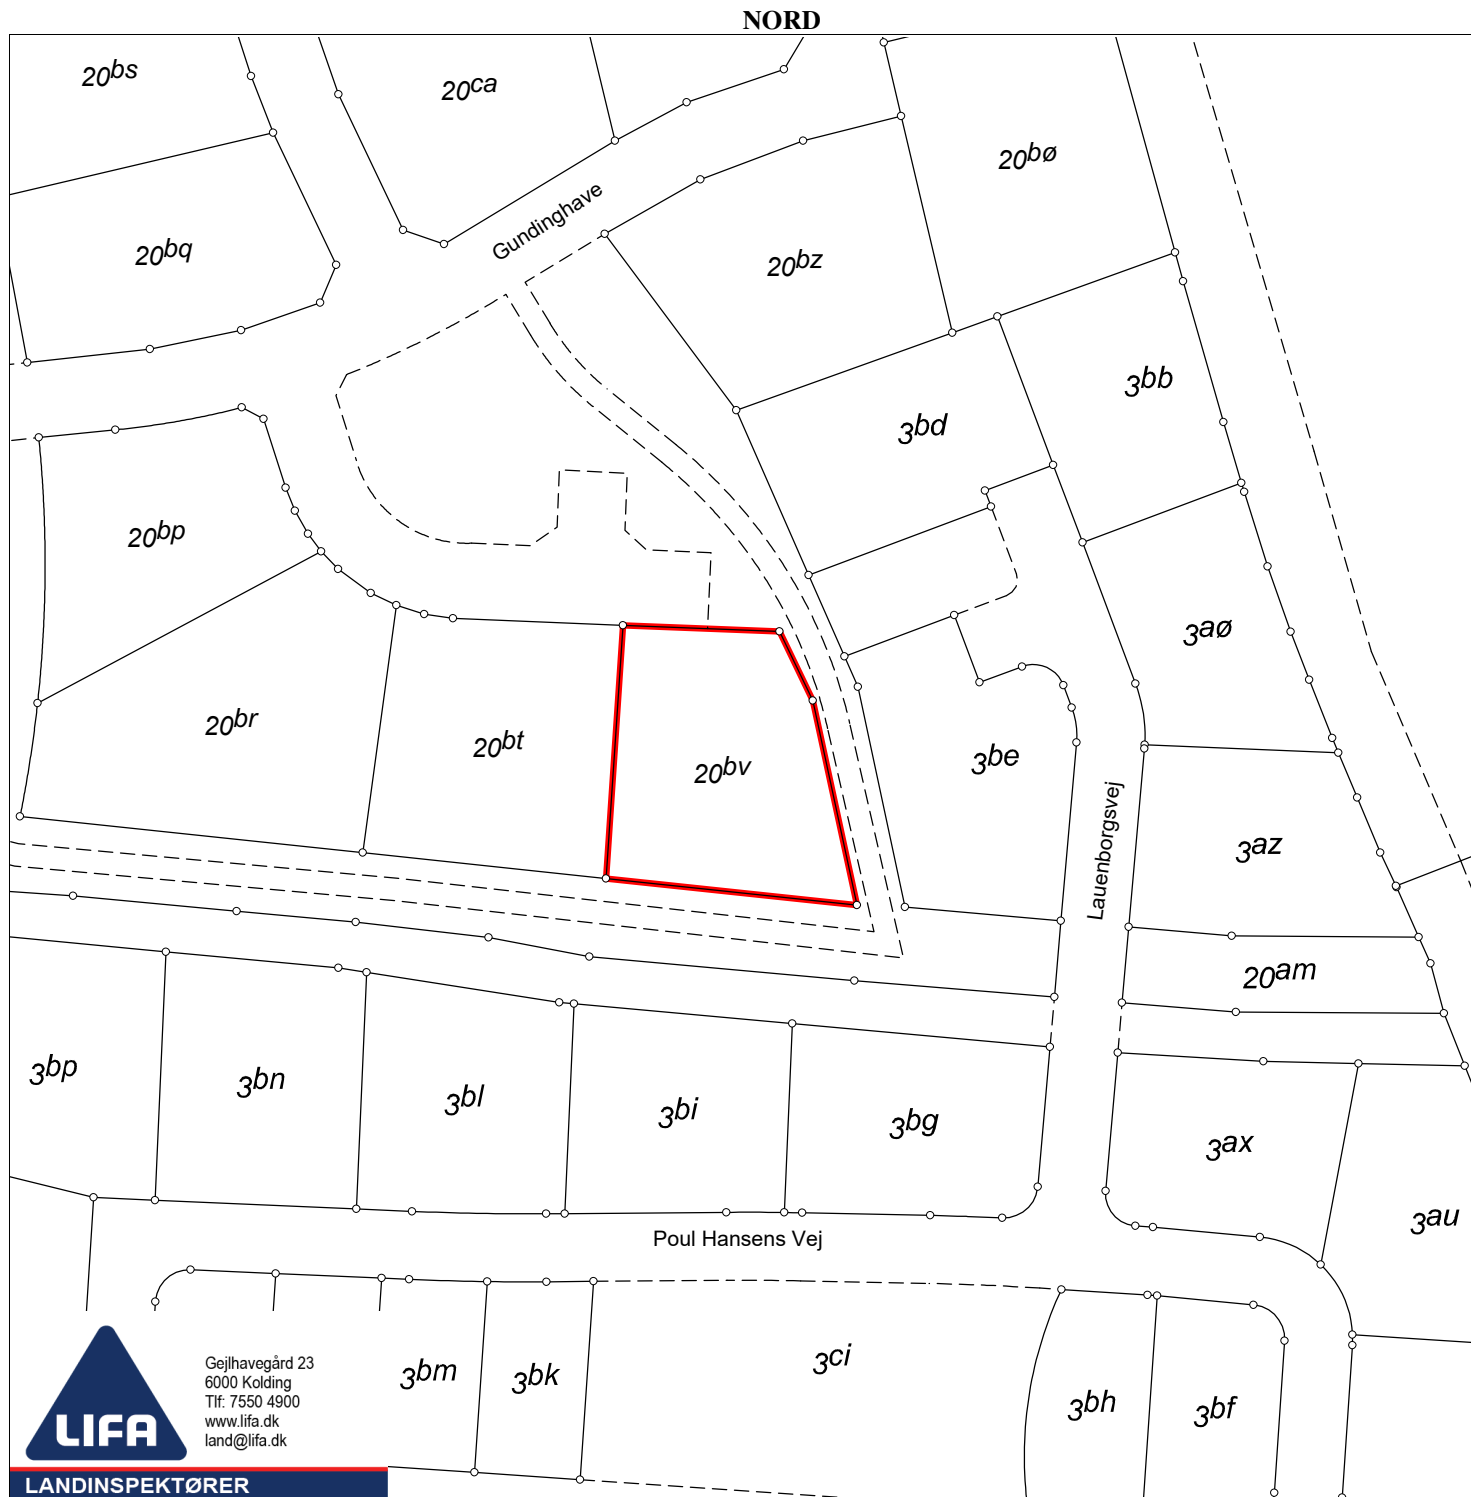 NORD
20bs
20ca
20bø
20bq
Gundinghave
20bz
3bb
3bd
20bp
3aø
20br
20bt
20bv
3be
Lauenborgsvej
3az
20am
3bp
3bn
3bl
3bi
3bg
3ax
3au
Poul Hansens Vej
3bm
3bk
3ci
3bh
3bf
LIFA
Gejlhavegård 23
6000 Kolding
Tlf: 7550 4900
www.lifa.dk
land@lifa.dk
LANDINSPEKTØRER